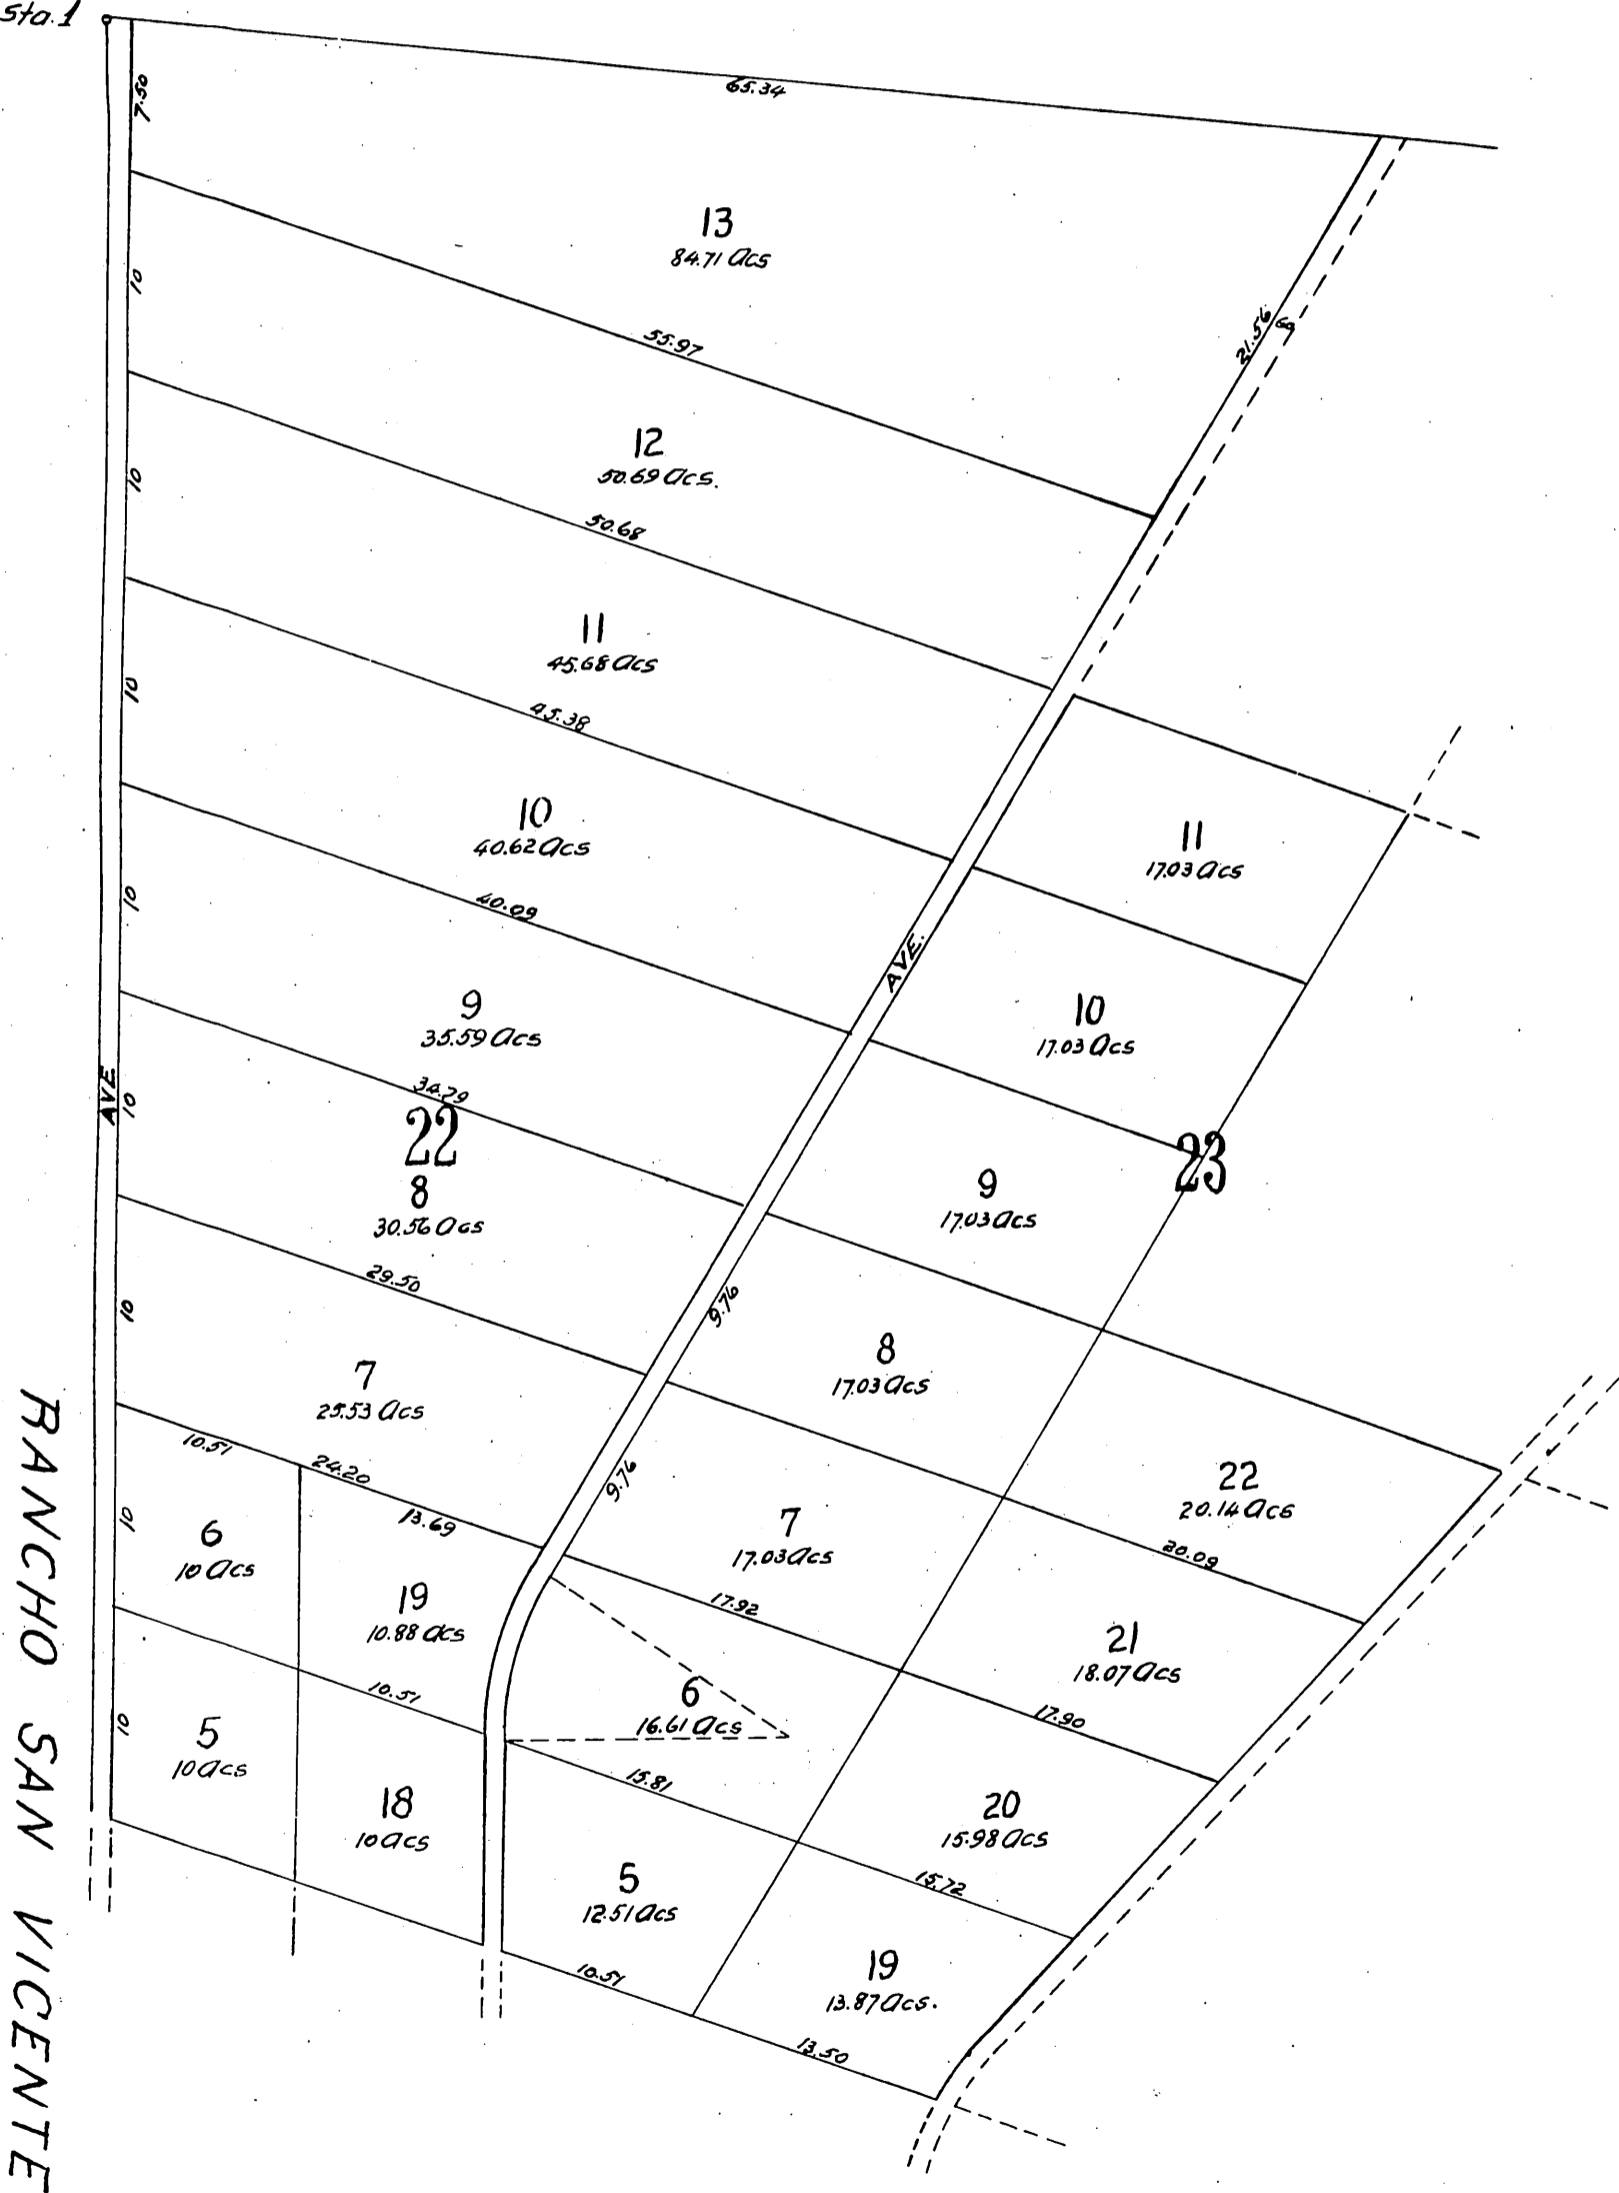 Sta. 1
7.50
65.34
13
84.71 Acs
10
55.97
21.56
60
12
50.69 Acs.
10
50.68
11
45.68 Acs
10
45.38
10
40.62 Acs
10
40.09
AVE.
11
17.03 Acs
9
35.59 Acs
10
17.03 Acs
34.29
AVE
10
22
8
30.56 Acs
23
9
17.03 Acs
29.50
10
9.76
8
17.03 Acs
7
25.53 Acs
10.51
24.20
13.69
9.76
22
20.14 Acs
20.09
10
6
10 Acs
19
10.88 Acs
7
17.03 Acs
17.92
21
18.07 Acs
10.51
6
16.61 Acs
17.90
10
5
10 Acs
18
10 Acs
15.81
20
15.98 Acs
15.72
5
12.51 Acs
10.51
19
13.87 Acs.
13.50
RANCHO SAN VICENTE